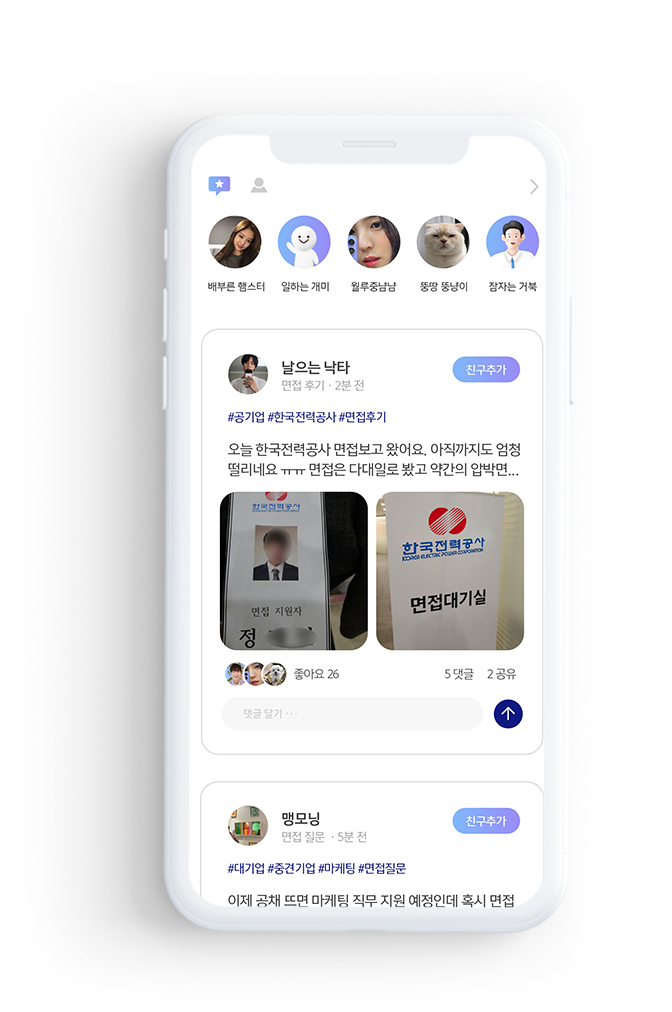 배부른 햄스터
일하는 개미
월루중냠냠
뚱땅 뚱냥이
잠자는 거북
날으는 낙타
면접 후기 · 2분 전
친구추가
#공기업 #한국전력공사 #면접후기
오늘 한국전력공사 면접보고 왔어요. 아직까지도 엄청
떨리네요 ㅠㅠ 면접은 다대일로 봤고 약간의 압박면...
한국전력공사
면접 지원자
정
한국전력공사
KOREA ELECTRIC POWER CORPORATION
면접대기실
좋아요 26
5 댓글
2 공유
댓글 달기 ···
맹모닝
면접 질문 · 5분 전
친구추가
#대기업 #중견기업 #마케팅 #면접질문
이제 공채 뜨면 마케팅 직무 지원 예정인데 혹시 면접